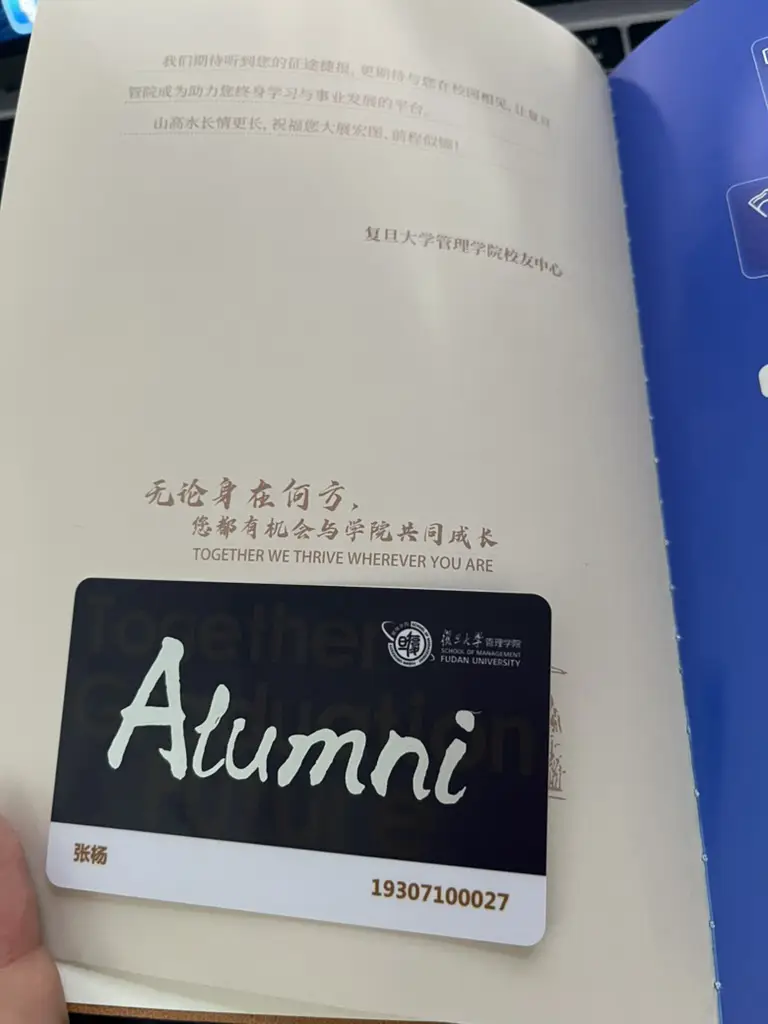 我们期待听到您的征途捷报，更期待与您在校园相见，让复旦
管院成为助力您终身学习与事业发展的平台。
山高水长情更长，祝福您大展宏图、前程似锦！
复旦大学管理学院校友中心
无论身在何方，
您都有机会与学院共同成长
TOGETHER WE THRIVE WHEREVER YOU ARE
Together
Graduation
Future
復旦大學管理学院
SCHOOL OF MANAGEMENT
FUDAN UNIVERSITY
Alumni
张杨
19307100027